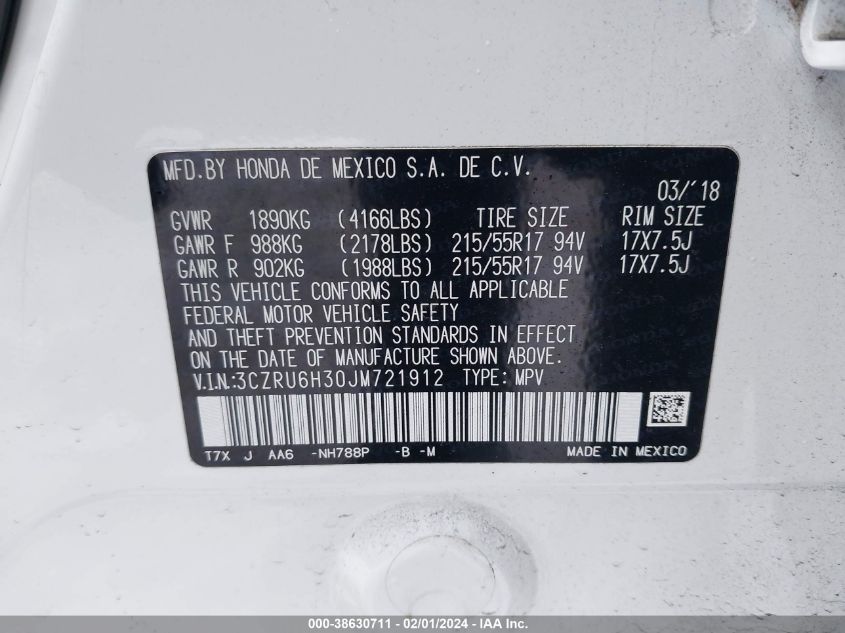 MFD.BY HONDA DE MEXICO S.A. DE C.V.
03/'18
GVWR 1890KG (4166LBS) TIRE SIZE RIM SIZE
GAWR F 988KG (2178LBS) 215/55R17 94V 17X7.5J
GAWR R 902KG (1988LBS) 215/55R17 94V 17X7.5J
THIS VEHICLE CONFORMS TO ALL APPLICABLE
FEDERAL MOTOR VEHICLE SAFETY
AND THEFT PREVENTION STANDARDS IN EFFECT
ON THE DATE OF MANUFACTURE SHOWN ABOVE.
V.I.N.:3CZRU6H30JM721912 TYPE: MPV
T7X J AA6 -NH788P -B -M MADE IN MEXICO
000-38630711 - 02/01/2024 - IAA Inc.